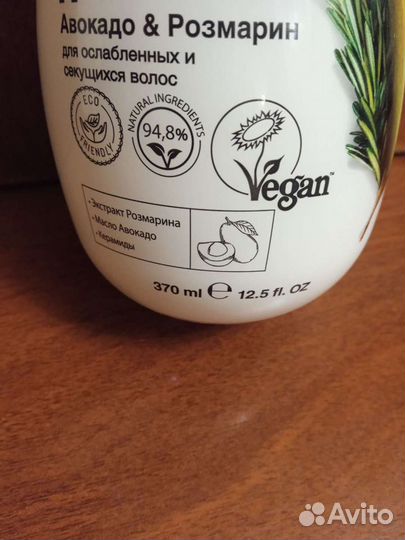 Авокадо & Розмарин
для ослабленных и
секущихся волос
ECO
FRIENDLY
NATURAL INGREDIENTS
94,8%
Vegan™
• Экстракт Розмарина
• Масло Авокадо
• Керамиды
370 ml ℮ 12.5 fl. OZ
Avito